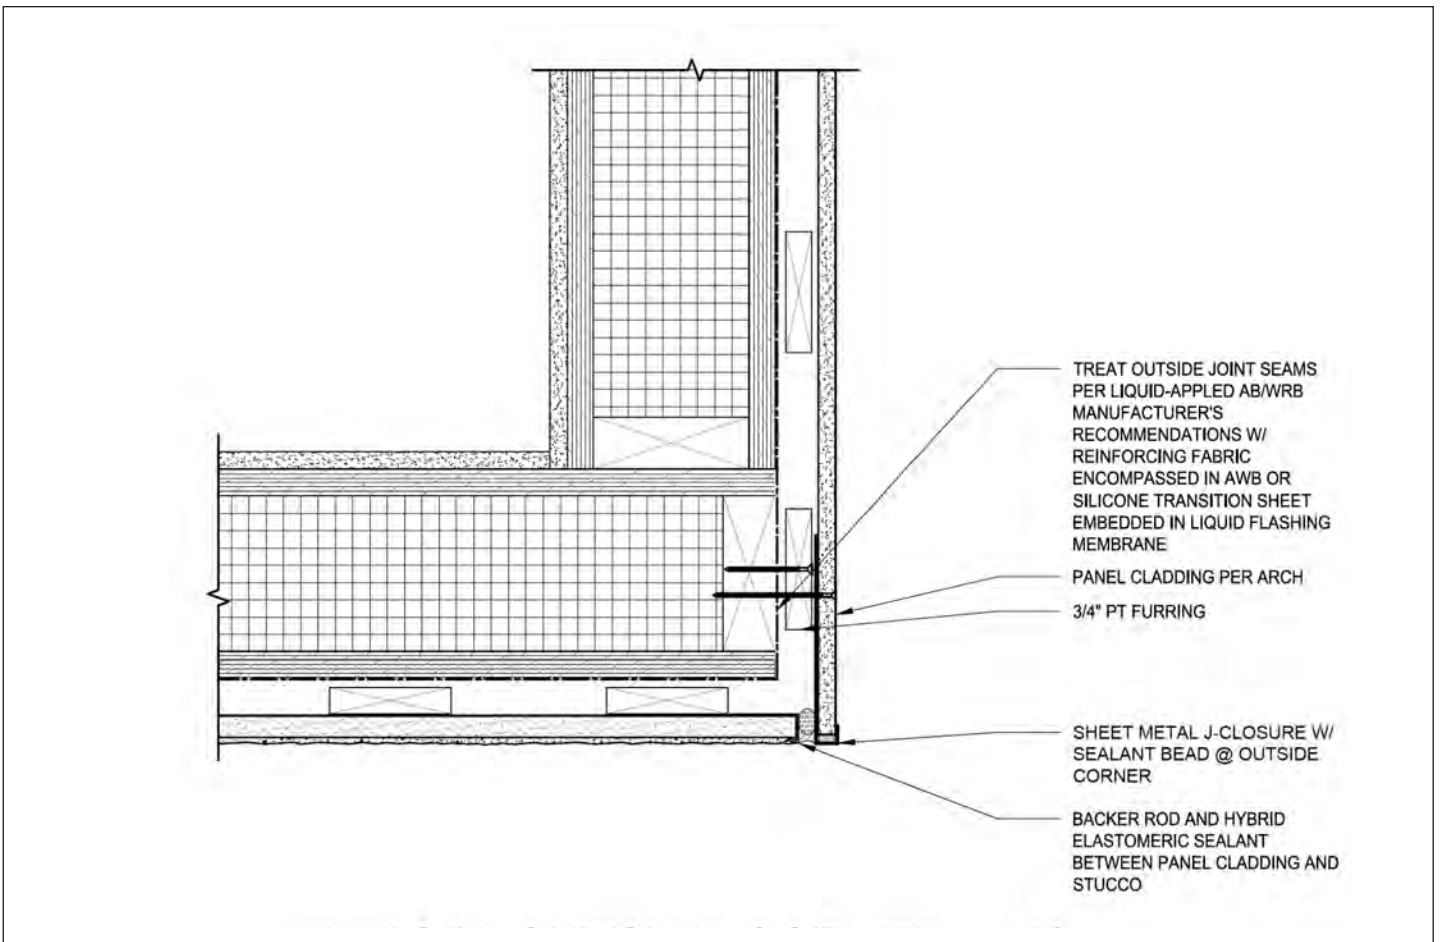 TREAT OUTSIDE JOINT SEAMS
PER LIQUID-APPLED AB/WRB
MANUFACTURER'S
RECOMMENDATIONS W/
REINFORCING FABRIC
ENCOMPASSED IN AWB OR
SILICONE TRANSITION SHEET
EMBEDDED IN LIQUID FLASHING
MEMBRANE
PANEL CLADDING PER ARCH
3/4" PT FURRING
SHEET METAL J-CLOSURE W/
SEALANT BEAD @ OUTSIDE
CORNER
BACKER ROD AND HYBRID
ELASTOMERIC SEALANT
BETWEEN PANEL CLADDING AND
STUCCO